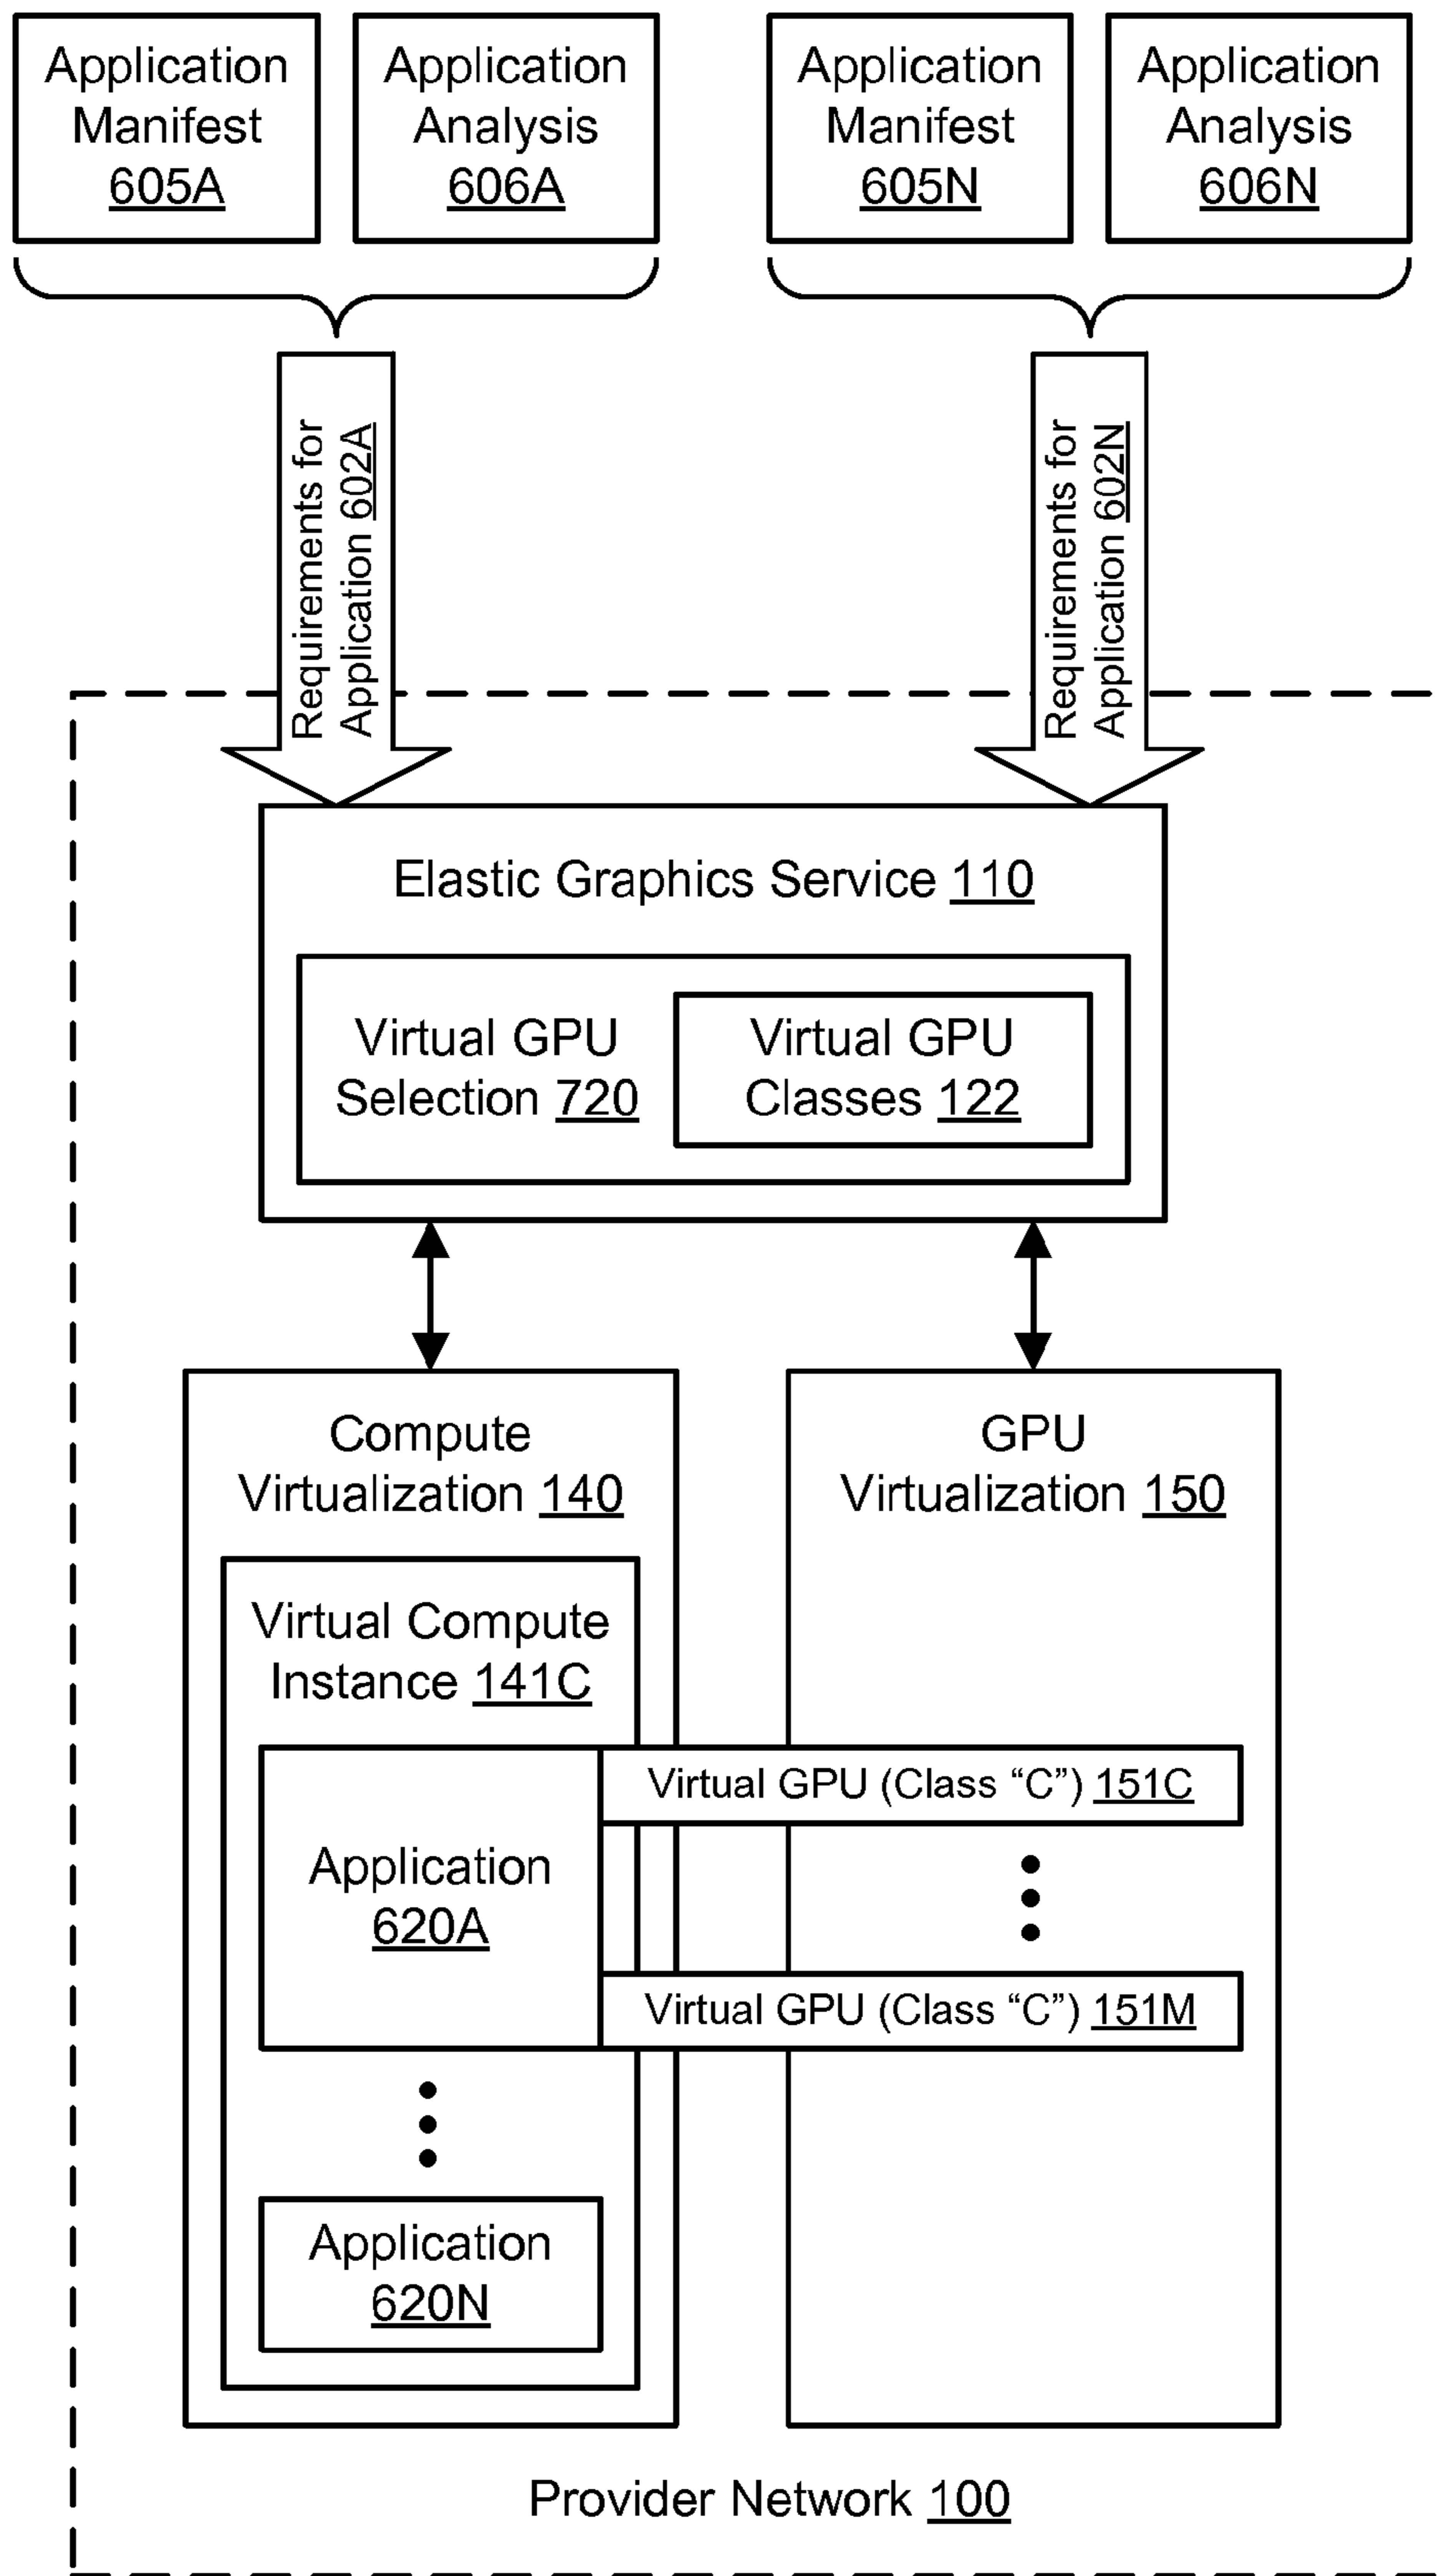 Application
Manifest
605A
Application
Analysis
606A
Application
Manifest
605N
Application
Analysis
606N
Requirements for
Application 602A
Requirements for
Application 602N
Elastic Graphics Service 110
Virtual GPU
Selection 720
Virtual GPU
Classes 122
Compute
Virtualization 140
GPU
Virtualization 150
Virtual Compute
Instance 141C
Application
620A
Virtual GPU (Class “C”) 151C
Virtual GPU (Class “C”) 151M
Application
620N
Provider Network 100